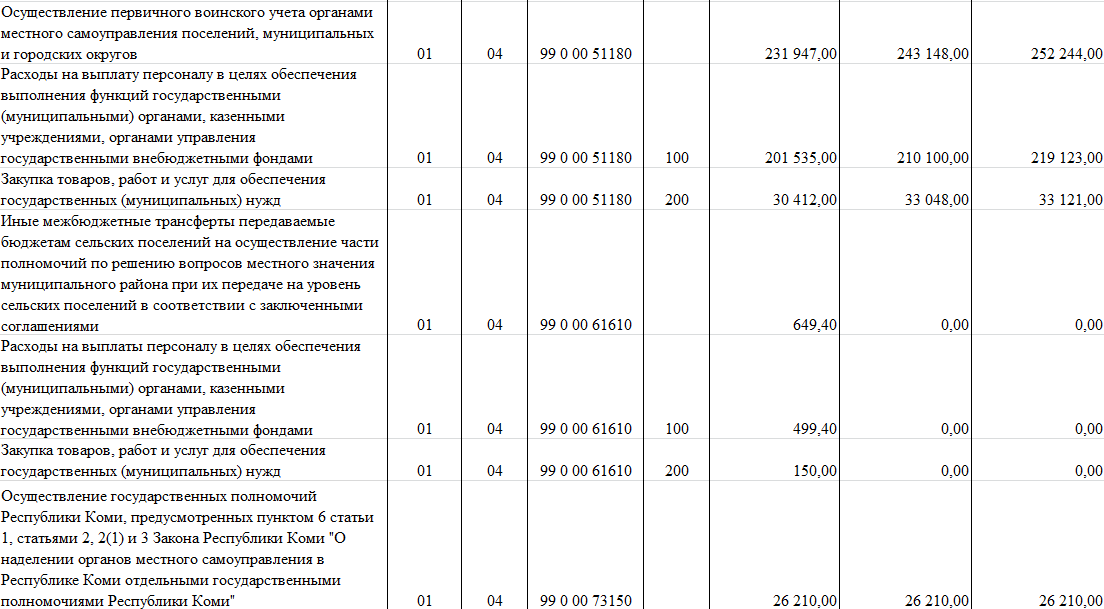 Осуществление первичного воинского учета органами
местного самоуправления поселений, муниципальных
и городских округов 01 04 99 0 00 51180 231 947,00 243 148,00 252 244,00
Расходы на выплату персоналу в целях обеспечения
выполнения функций государственными
(муниципальными) органами, казенными
учреждениями, органами управления
государственными внебюджетными фондами 01 04 99 0 00 51180 100 201 535,00 210 100,00 219 123,00
Закупка товаров, работ и услуг для обеспечения
государственных (муниципальных) нужд 01 04 99 0 00 51180 200 30 412,00 33 048,00 33 121,00
Иные межбюджетные трансферты передаваемые
бюджетам сельских поселений на осуществление части
полномочий по решению вопросов местного значения
муниципального района при их передаче на уровень
сельских поселений в соответствии с заключенными
соглашениями 01 04 99 0 00 61610 649,40 0,00 0,00
Расходы на выплаты персоналу в целях обеспечения
выполнения функций государственными
(муниципальными) органами, казенными
учреждениями, органами управления
государственными внебюджетными фондами 01 04 99 0 00 61610 100 499,40 0,00 0,00
Закупка товаров, работ и услуг для обеспечения
государственных (муниципальных) нужд 01 04 99 0 00 61610 200 150,00 0,00 0,00
Осуществление государственных полномочий
Республики Коми, предусмотренных пунктом 6 статьи
1, статьями 2, 2(1) и 3 Закона Республики Коми "О
наделении органов местного самоуправления в
Республике Коми отдельными государственными
полномочиями Республики Коми" 01 04 99 0 00 73150 26 210,00 26 210,00 26 210,00